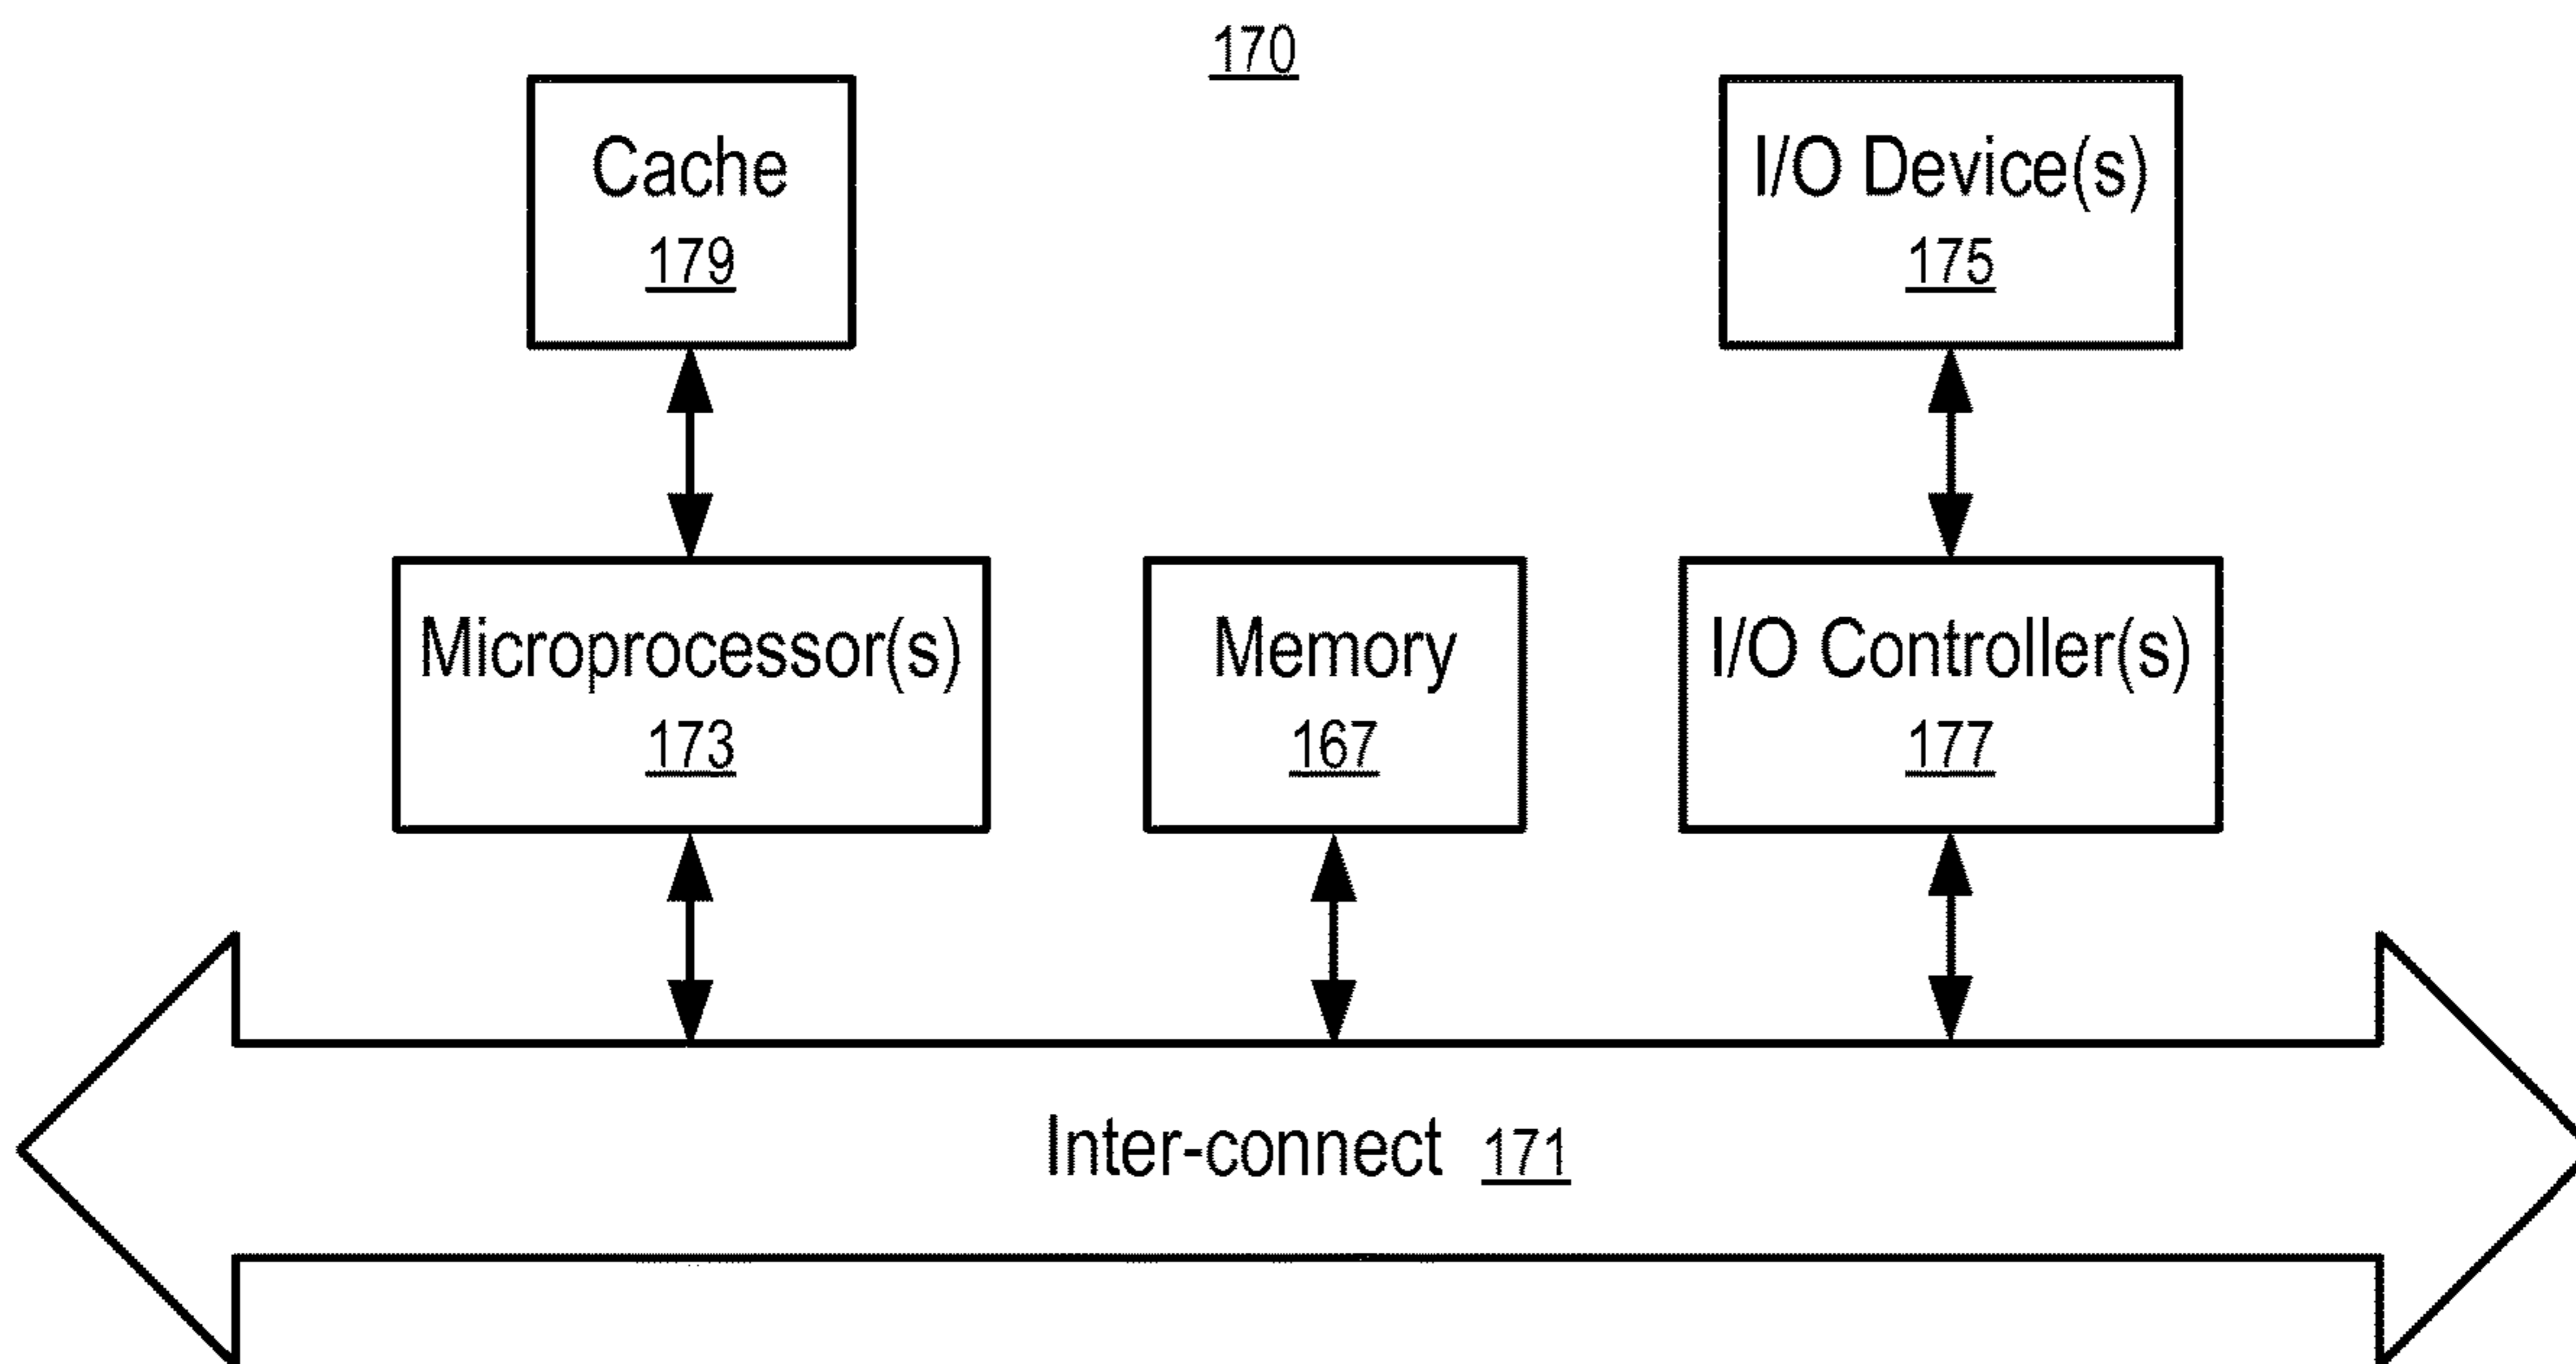 170
Cache
179
I/O Device(s)
175
Microprocessor(s)
173
Memory
167
I/O Controller(s)
177
Inter-connect 171